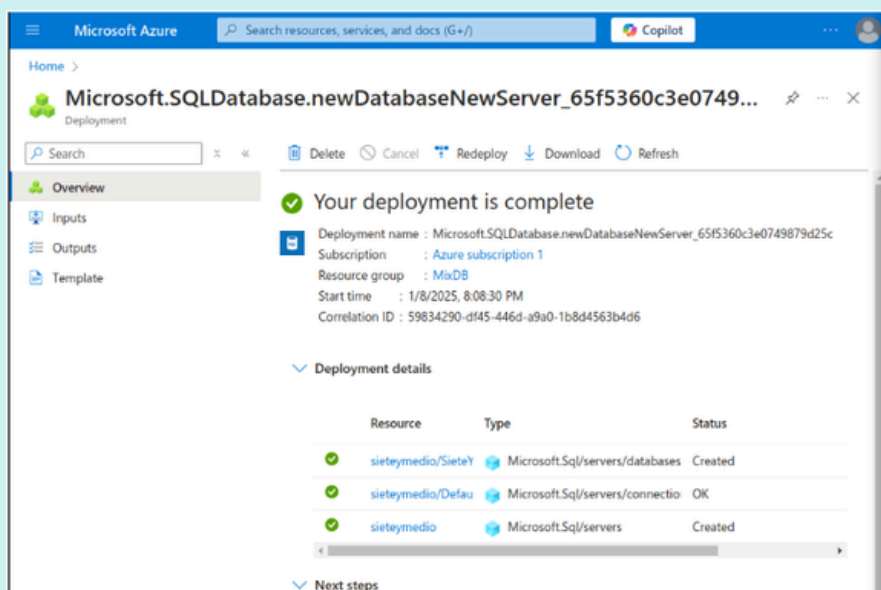 Microsoft Azure
Search resources, services, and docs (G+/)
Copilot
Home >
Microsoft.SQLDatabase.newDatabaseNewServer_65f5360c3e0749...
Deployment
Search
Delete Cancel Redeploy Download Refresh
Overview
Inputs
Outputs
Template
Your deployment is complete
Deployment name : Microsoft.SQLDatabase.newDatabaseNewServer_65f5360c3e0749879d25c
Subscription : Azure subscription 1
Resource group : MixDB
Start time : 1/8/2025, 8:08:30 PM
Correlation ID : 59834290-df45-446d-a9a0-1b8d4563b4d6
Deployment details
Resource Type Status
sieteymedio/SieteY Microsoft.Sql/servers/databases Created
sieteymedio/Defau Microsoft.Sql/servers/connectio OK
sieteymedio Microsoft.Sql/servers Created
Next steps